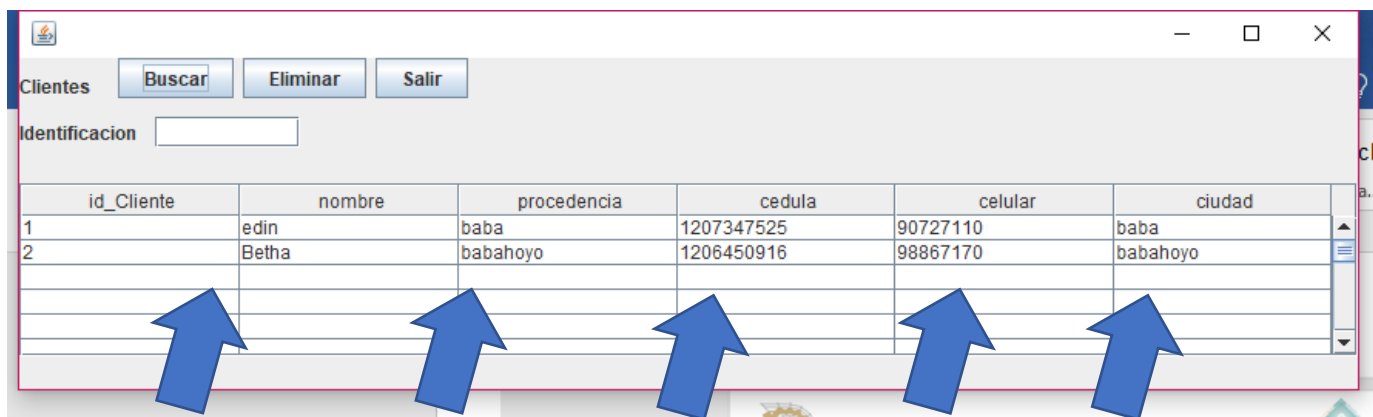 Clientes Buscar Eliminar Salir
Identificacion
id_Cliente nombre procedencia cedula celular ciudad
1 edin baba 1207347525 90727110 baba
2 Betha babahoyo 1206450916 98867170 babahoyo